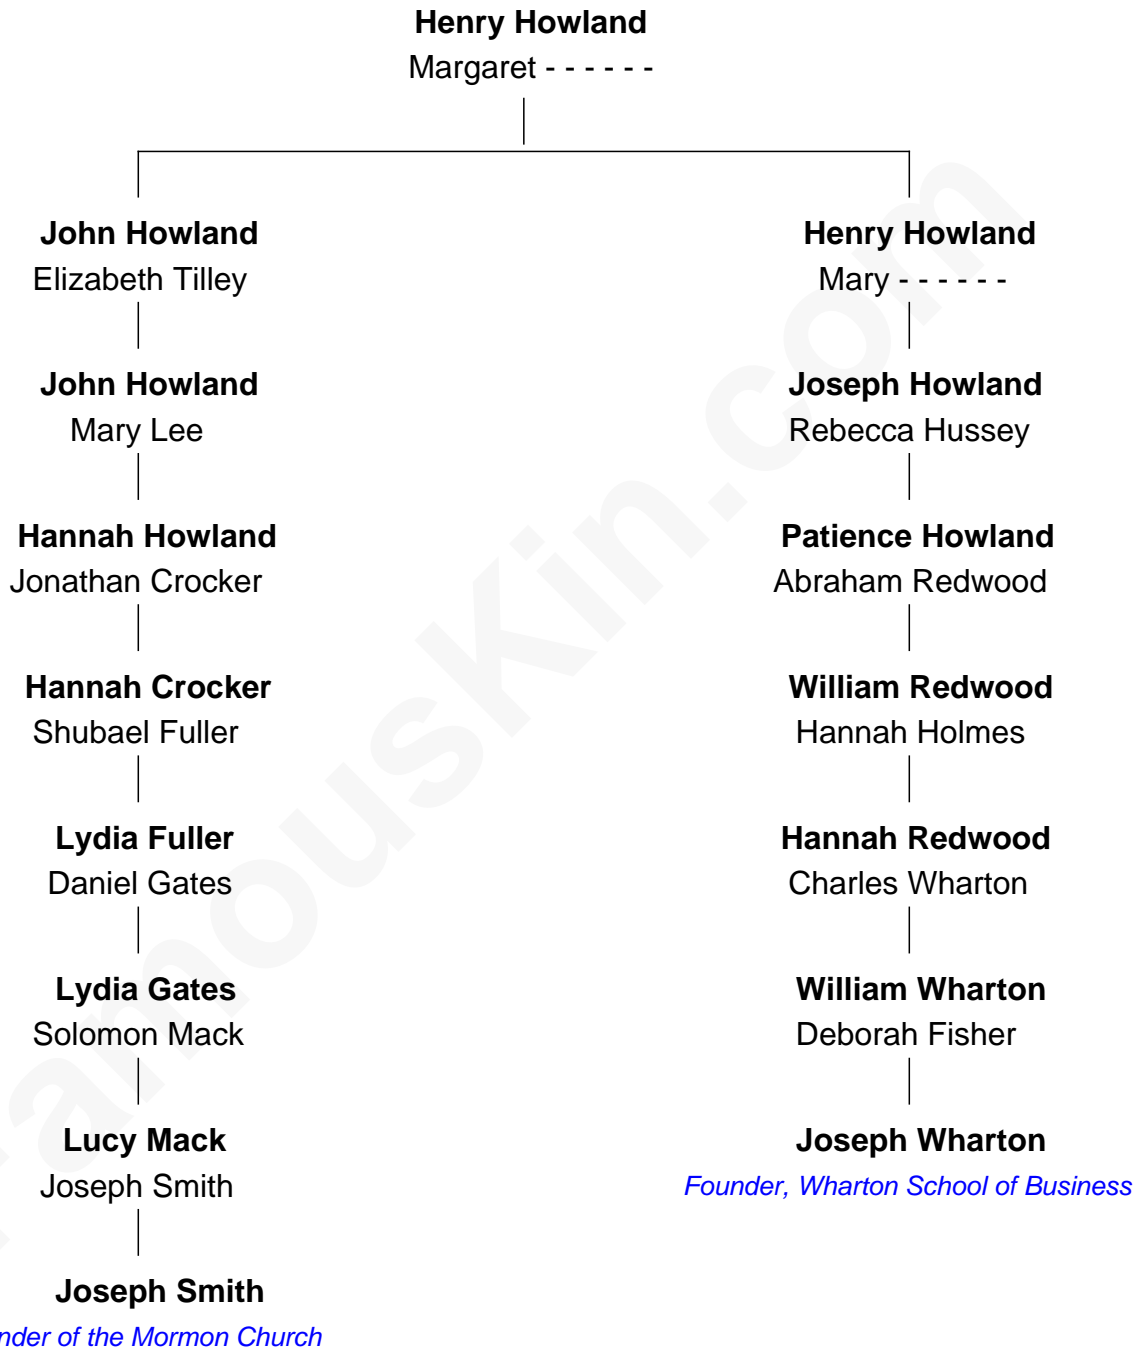 Henry Howland
Margaret - - - - - -
John Howland
Elizabeth Tilley
Henry Howland
Mary - - - - - -
John Howland
Mary Lee
Joseph Howland
Rebecca Hussey
Hannah Howland
Jonathan Crocker
Patience Howland
Abraham Redwood
Hannah Crocker
Shubael Fuller
William Redwood
Hannah Holmes
Lydia Fuller
Daniel Gates
Hannah Redwood
Charles Wharton
Lydia Gates
Solomon Mack
William Wharton
Deborah Fisher
Lucy Mack
Joseph Smith
Joseph Wharton
Founder, Wharton School of Business
Joseph Smith
nder of the Mormon Church
FamousKin.com